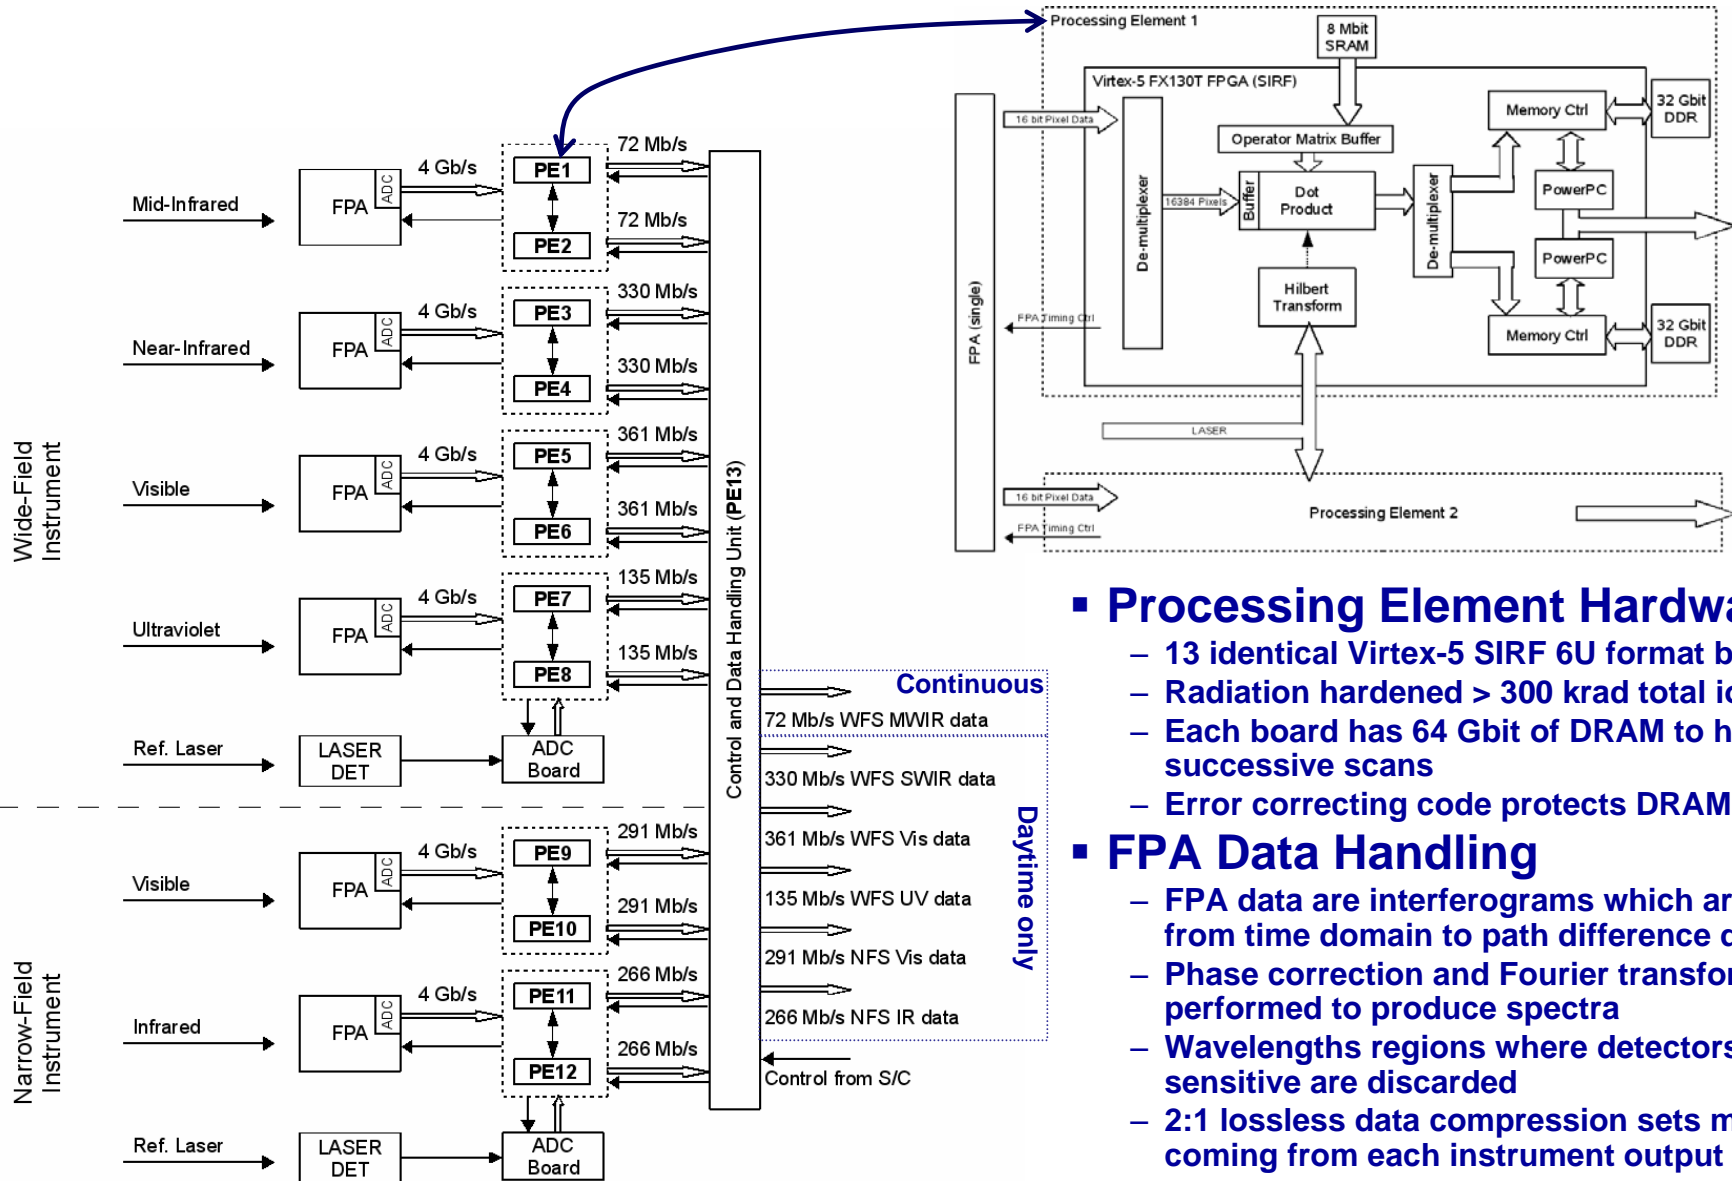 Wide-Field
Instrument
Mid-Infrared
FPA
ADC
4 Gb/s
PE1
PE2
72 Mb/s
72 Mb/s
Near-Infrared
FPA
ADC
4 Gb/s
PE3
PE4
330 Mb/s
330 Mb/s
Visible
FPA
ADC
4 Gb/s
PE5
PE6
361 Mb/s
361 Mb/s
Ultraviolet
FPA
ADC
4 Gb/s
PE7
PE8
135 Mb/s
135 Mb/s
Ref. Laser
LASER
DET
ADC
Board
Narrow-Field
Instrument
Visible
FPA
ADC
4 Gb/s
PE9
PE10
291 Mb/s
291 Mb/s
Infrared
FPA
ADC
4 Gb/s
PE11
PE12
266 Mb/s
266 Mb/s
Ref. Laser
LASER
DET
ADC
Board
Control and Data Handling Unit (PE13)
Continuous
72 Mb/s WFS MWIR data
330 Mb/s WFS SWIR data
361 Mb/s WFS Vis data
135 Mb/s WFS UV data
291 Mb/s NFS Vis data
266 Mb/s NFS IR data
Daytime only
Control from S/C
Processing Element 1
8 Mbit
SRAM
Virtex-5 FX130T FPGA (SIRF)
FPA (single)
16 bit Pixel Data
FPA Timing Ctrl
De-multiplexer
16384 Pixels
Operator Matrix Buffer
Buffer
Dot
Product
Hilbert
Transform
De-multiplexer
Memory Ctrl
32 Gbit
DDR
PowerPC
PowerPC
Memory Ctrl
32 Gbit
DDR
LASER
16 bit Pixel Data
FPA Timing Ctrl
Processing Element 2
▪ Processing Element Hardwa
– 13 identical Virtex-5 SIRF 6U format b
– Radiation hardened > 300 krad total io
– Each board has 64 Gbit of DRAM to h
successive scans
– Error correcting code protects DRAM
▪ FPA Data Handling
– FPA data are interferograms which ar
from time domain to path difference d
– Phase correction and Fourier transfor
performed to produce spectra
– Wavelengths regions where detectors
sensitive are discarded
– 2:1 lossless data compression sets m
coming from each instrument output